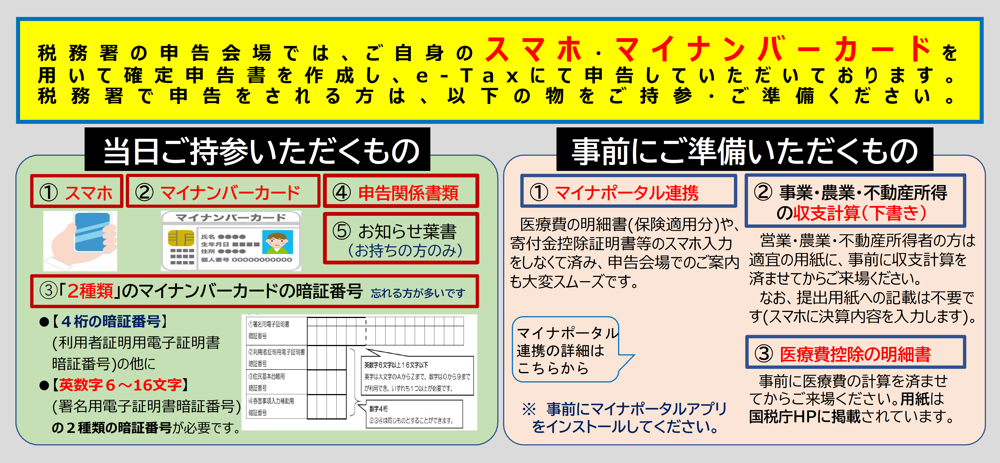 税務署の申告会場では、ご自身のスマホ・マイナンバーカードを
用いて確定申告書を作成し、e-Taxにて申告していただいております。
税務署で申告をされる方は、以下の物をご持参・ご準備ください。
当日ご持参いただくもの
① スマホ
② マイナンバーカード
④ 申告関係書類
マイナンバーカード
氏名 ●●●●
生年月日 ■■■■
住所 ●●●●
個人番号 000000000000
⑤ お知らせ葉書
(お持ちの方のみ)
③「2種類」のマイナンバーカードの暗証番号 忘れる方が多いです
●【４桁の暗証番号】
(利用者証明用電子証明書
暗証番号)の他に
●【英数字６～16文字】
(署名用電子証明書暗証番号)
の２種類の暗証番号が必要です。
①署名用電子証明書
暗証番号
②利用者証明用電子証明書
暗証番号
③住民基本台帳用
暗証番号
④券面事項入力補助用
暗証番号
英数字６文字以上１６文字以下
英字は大文字のAからZまで、数字は０から９まで
が利用でき、いずれも１つ以上が必要です。
数字４桁
②③④は同じものとすることができます。
事前にご準備いただくもの
① マイナポータル連携
医療費の明細書(保険適用分)や、
寄付金控除証明書等のスマホ入力
をしなくて済み、申告会場でのご案内
も大変スムーズです。
マイナポータル
連携の詳細は
こちらから
※　事前にマイナポータルアプリ
をインストールしてください。
② 事業・農業・不動産所得
の収支計算(下書き)
営業・農業・不動産所得者の方は
適宜の用紙に、事前に収支計算を
済ませてからご来場ください。
なお、提出用紙への記載は不要で
す(スマホに決算内容を入力します)。
③ 医療費控除の明細書
事前に医療費の計算を済ませ
てからご来場ください。用紙は
国税庁HPに掲載されています。